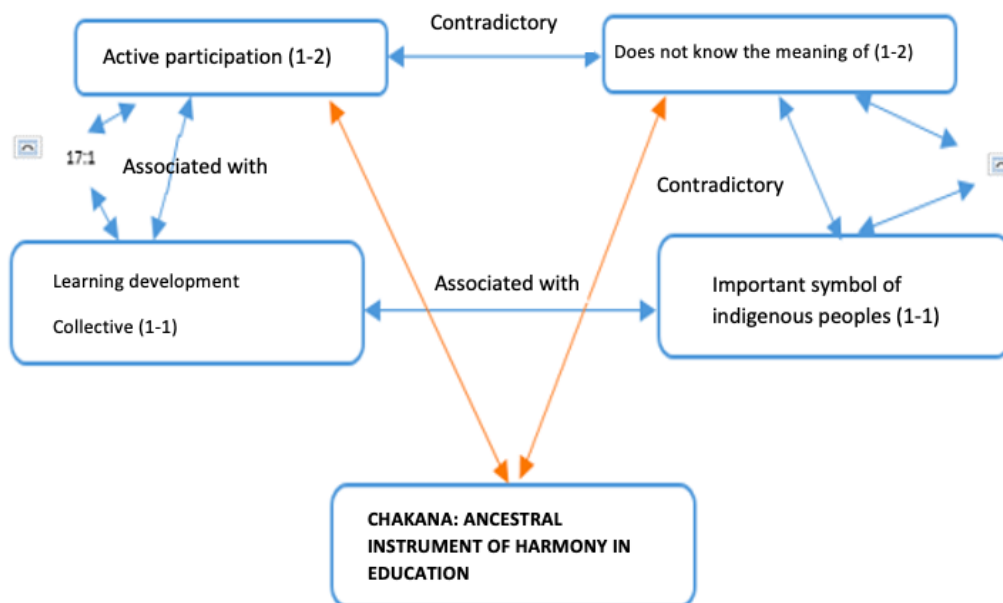 Contradictory
Active participation (1-2)
Does not know the meaning of (1-2)
17:1
Associated with
Contradictory
Learning development
Collective (1-1)
Associated with
Important symbol of
indigenous peoples (1-1)
CHAKANA: ANCESTRAL
INSTRUMENT OF HARMONY IN
EDUCATION